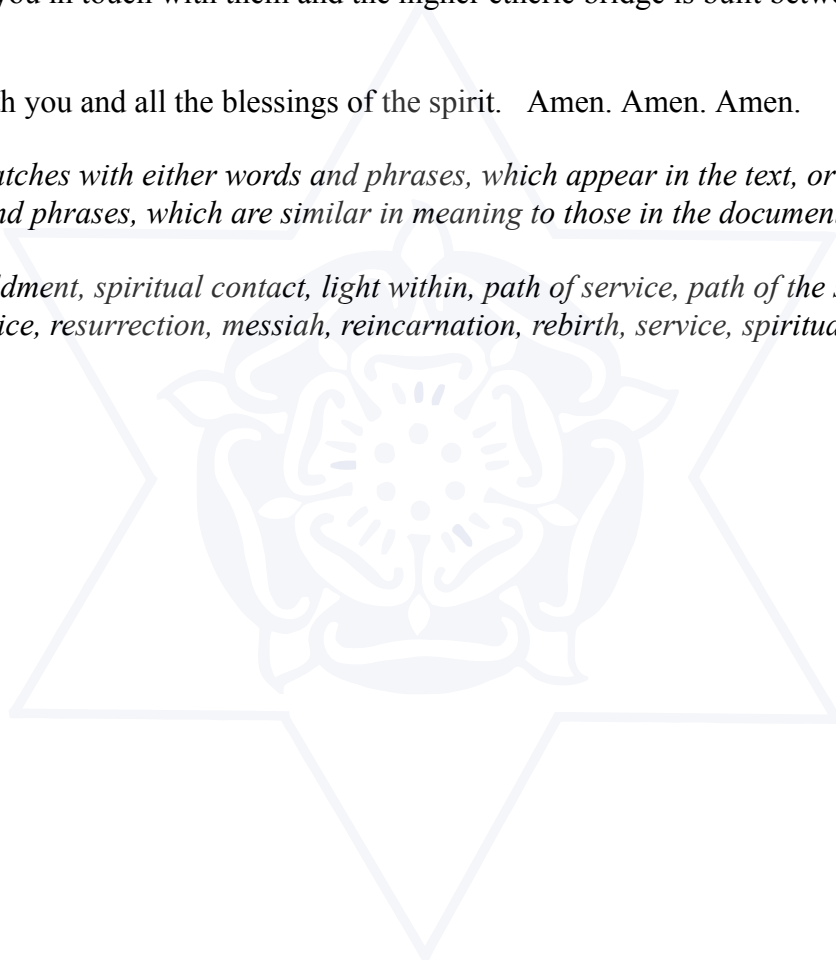 you in touch with them and the higher etheric bridge is built betwe
h you and all the blessings of the spirit. Amen. Amen. Amen.
atches with either words and phrases, which appear in the text, or
nd phrases, which are similar in meaning to those in the documen
dment, spiritual contact, light within, path of service, path of the s
ice, resurrection, messiah, reincarnation, rebirth, service, spiritua